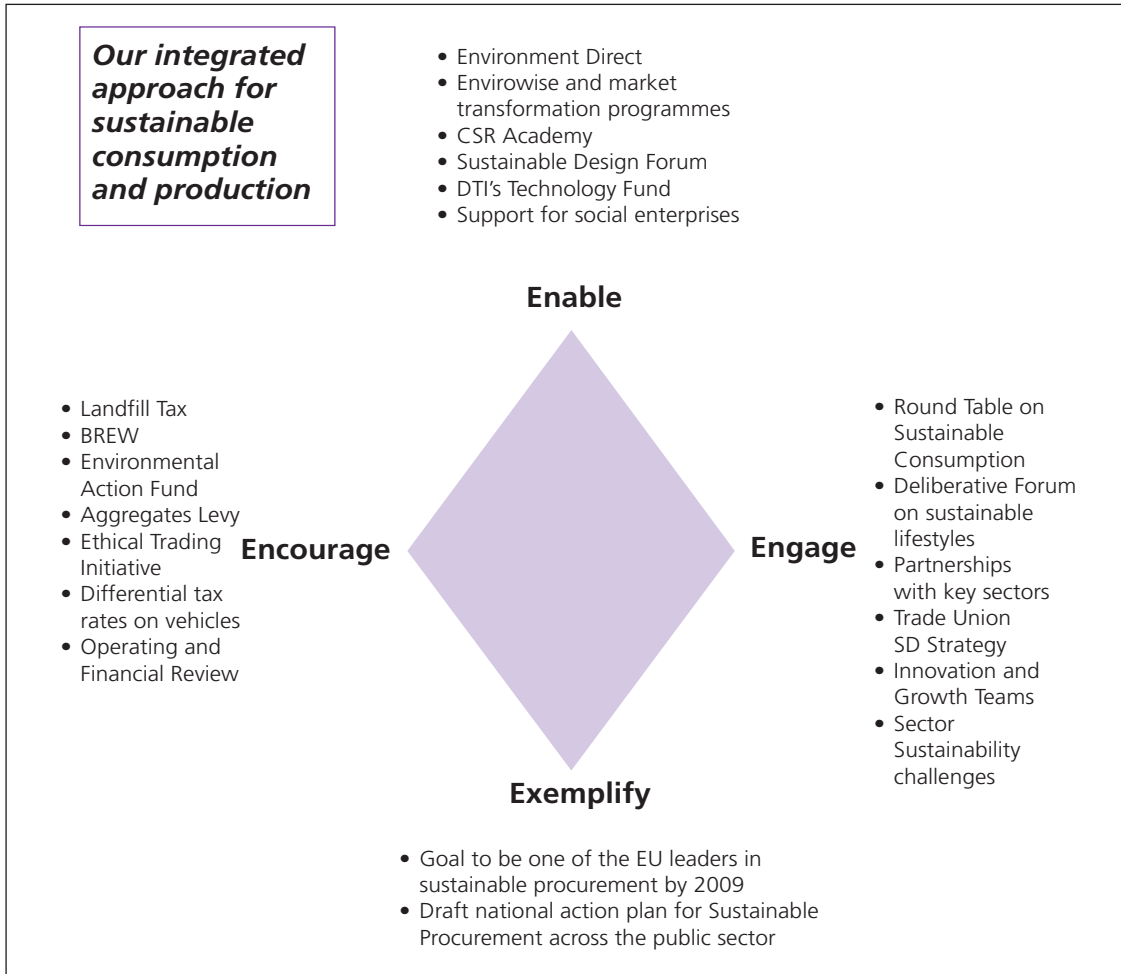 Our integrated
approach for
sustainable
consumption
and production
• Environment Direct
• Envirowise and market
transformation programmes
• CSR Academy
• Sustainable Design Forum
• DTI's Technology Fund
• Support for social enterprises
Enable
• Landfill Tax
• BREW
• Environmental
Action Fund
• Aggregates Levy
• Ethical Trading
Initiative
• Differential tax
rates on vehicles
• Operating and
Financial Review
Encourage
Engage
• Round Table on
Sustainable
Consumption
• Deliberative Forum
on sustainable
lifestyles
• Partnerships
with key sectors
• Trade Union
SD Strategy
• Innovation and
Growth Teams
• Sector
Sustainability
challenges
Exemplify
• Goal to be one of the EU leaders in
sustainable procurement by 2009
• Draft national action plan for Sustainable
Procurement across the public sector